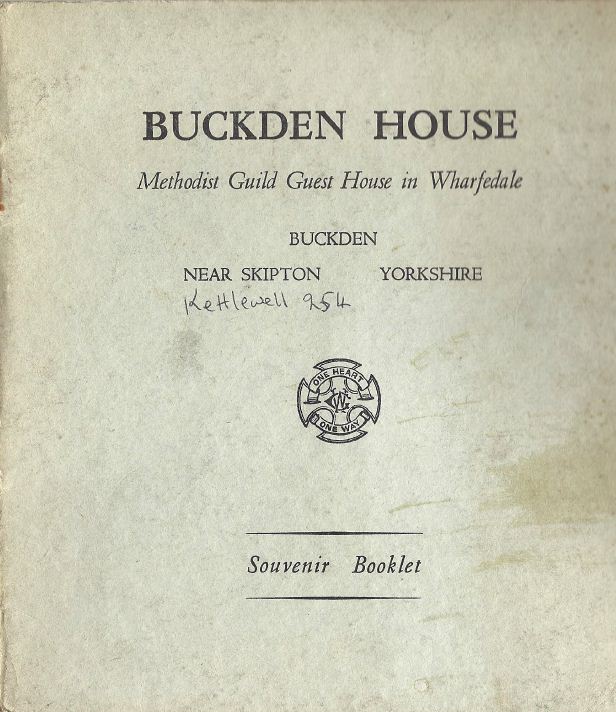 BUCKDEN HOUSE
Methodist Guild Guest House in Wharfedale
BUCKDEN
NEAR SKIPTON YORKSHIRE
Kettlewell 254
ONE HEART
WG
ONE WAY
Souvenir Booklet